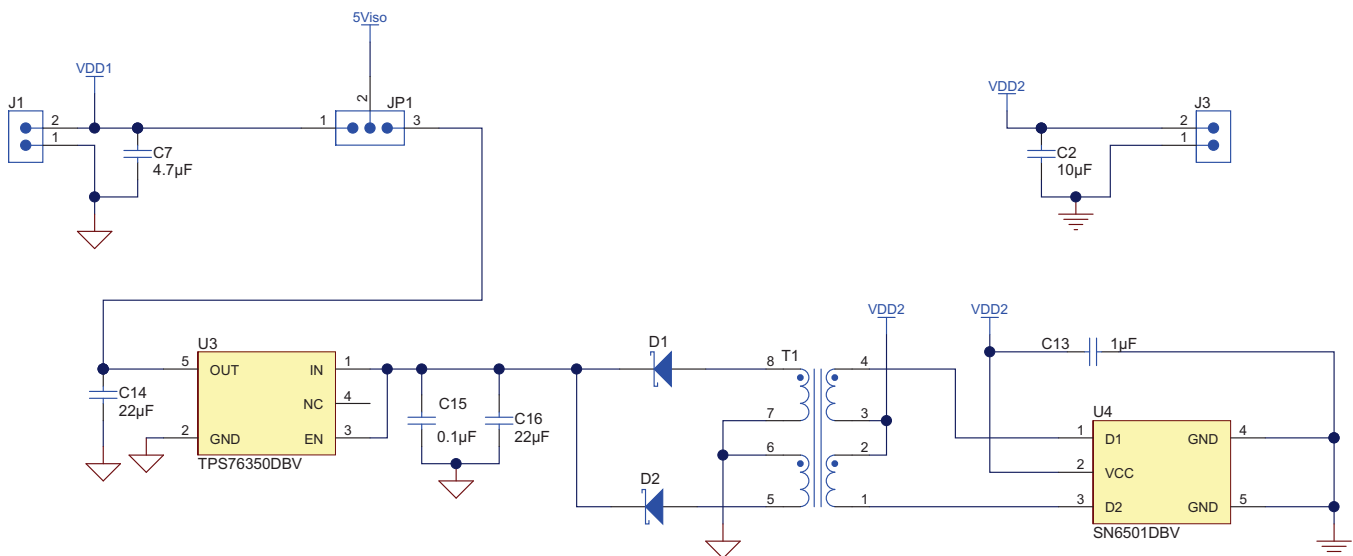 5Viso
VDD1
J1
2
1
C7
4.7µF
1
2
JP1
3
VDD2
J3
2
1
C2
10µF
U3
5
OUT
IN
1
NC
4
2
GND
EN
3
TPS76350DBV
C14
22µF
C15
0.1µF
C16
22µF
D1
D2
8
T1
4
7
3
6
2
5
1
VDD2
VDD2
C13
1µF
U4
1
D1
GND
4
2
VCC
3
D2
GND
5
SN6501DBV